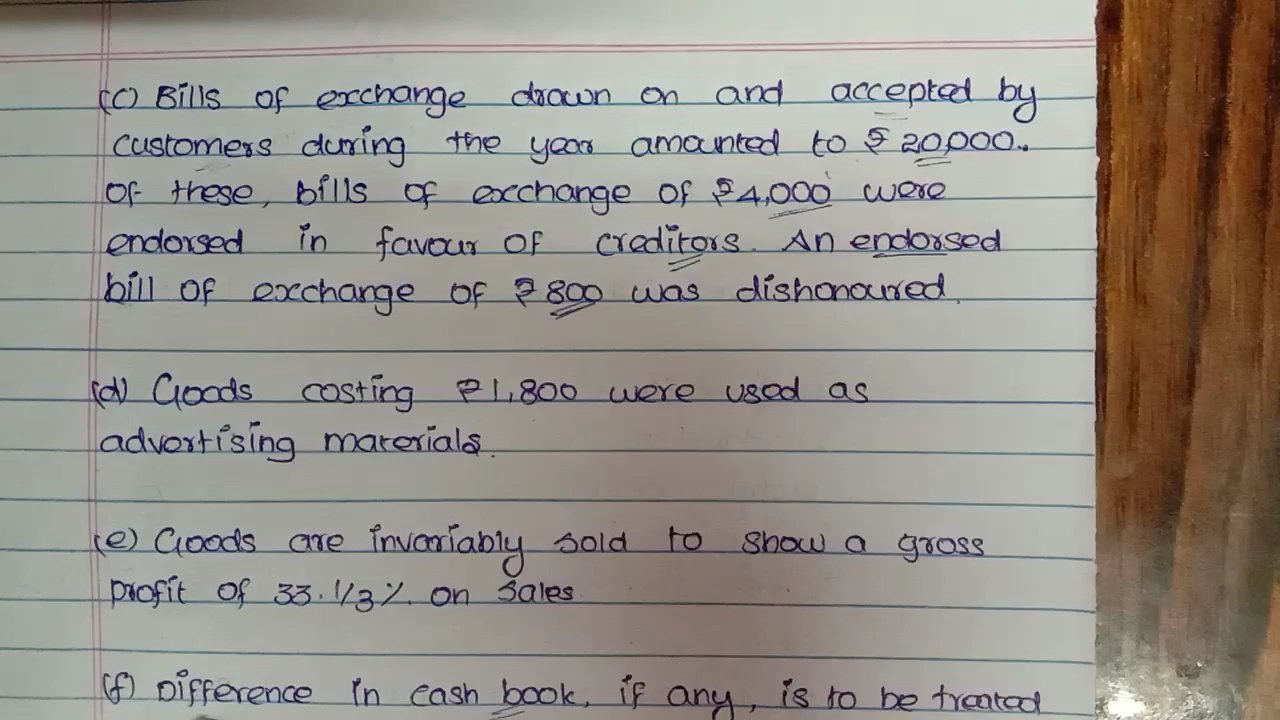 (c) Bills of exchange drawn on and accepted by
customers during the year amounted to ₹ 20,000.
Of these, bills of exchange of ₹4,000 were
endorsed in favour of creditors. An endorsed
bill of exchange of ₹800 was dishonoured.
(d) Goods costing ₹1,800 were used as
advertising materials.
(e) Goods are invariably sold to show a gross
profit of 33.1/3%. on sales
(f) Difference in cash book, if any, is to be treated